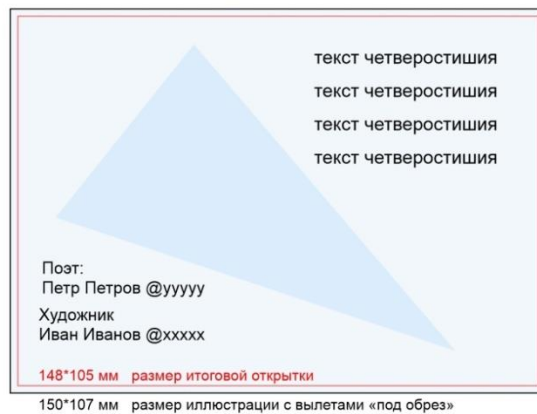 текст четверостишия
текст четверостишия
текст четверостишия
текст четверостишия
Поэт:
Петр Петров @yyyyy
Художник
Иван Иванов @xxxxx
148*105 мм размер итоговой открытки
150*107 мм размер иллюстрации с вылетами «под обрез»